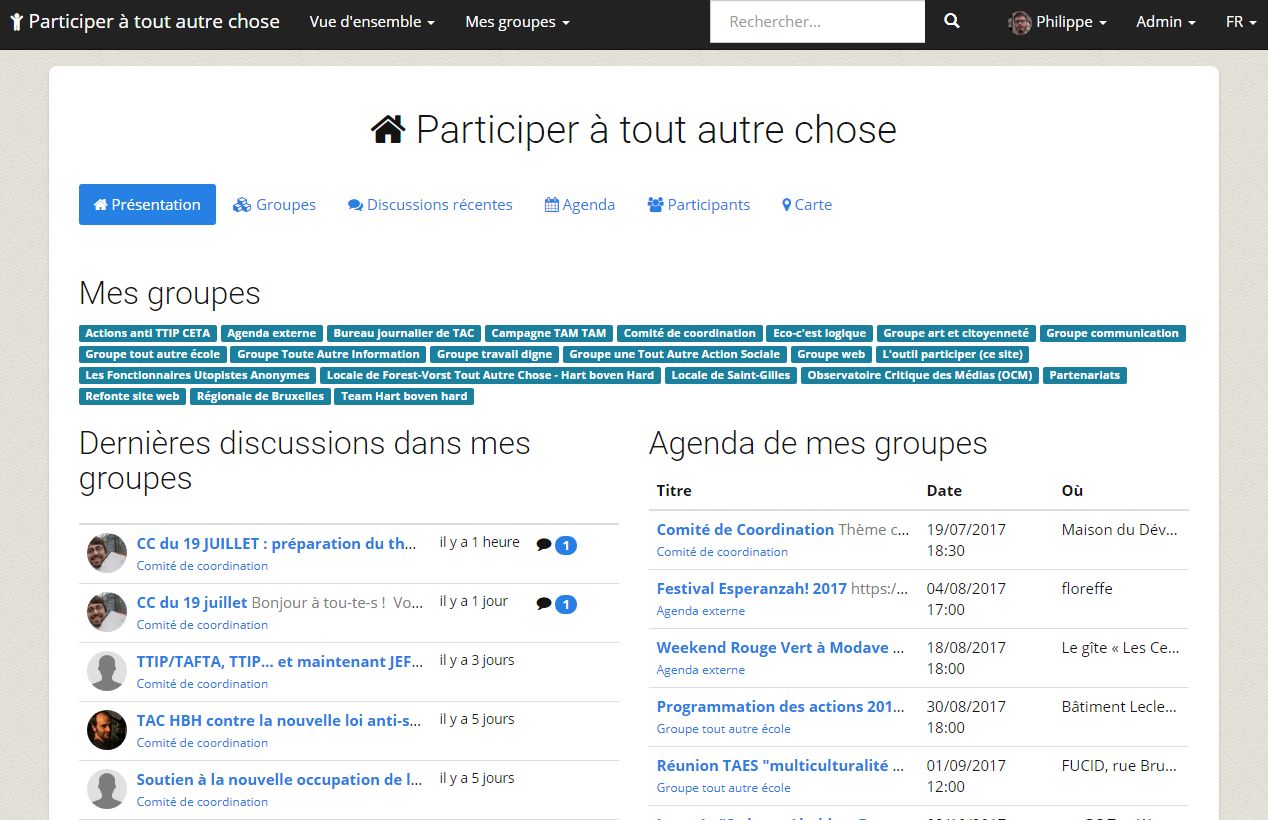 Participer à tout autre chose Vue d'ensemble Mes groupes Rechercher... Philippe Admin FR
Participer à tout autre chose
Présentation Groupes Discussions récentes Agenda Participants Carte
Mes groupes
Actions anti TTIP CETA Agenda externe Bureau journalier de TAC Campagne TAM TAM Comité de coordination Eco-c'est logique Groupe art et citoyenneté Groupe communication
Groupe tout autre école Groupe Toute Autre Information Groupe travail digne Groupe une Tout Autre Action Sociale Groupe web L'outil participer (ce site)
Les Fonctionnaires Utopistes Anonymes Locale de Forest-Vorst Tout Autre Chose - Hart boven Hard Locale de Saint-Gilles Observatoire Critique des Médias (OCM) Partenariats
Refonte site web Régionale de Bruxelles Team Hart boven hard
Dernières discussions dans mes
groupes
CC du 19 JUILLET : préparation du th... il y a 1 heure 1
Comité de coordination
CC du 19 juillet Bonjour à tou-te-s ! Vo... il y a 1 jour 1
Comité de coordination
TTIP/TAFTA, TTIP... et maintenant JEF... il y a 3 jours
Comité de coordination
TAC HBH contre la nouvelle loi anti-s... il y a 5 jours
Comité de coordination
Soutien à la nouvelle occupation de l... il y a 5 jours
Comité de coordination
Agenda de mes groupes
Titre Date Où
Comité de Coordination Thème c... 19/07/2017 Maison du Dév...
Comité de coordination 18:30
Festival Esperanzah! 2017 https:/... 04/08/2017 floreffe
Agenda externe 17:00
Weekend Rouge Vert à Modave ... 18/08/2017 Le gîte « Les Ce...
Agenda externe 18:00
Programmation des actions 201... 30/08/2017 Bâtiment Lecle...
Groupe tout autre école 18:00
Réunion TAES "multiculturalité ... 01/09/2017 FUCID, rue Bru...
Groupe tout autre école 12:00